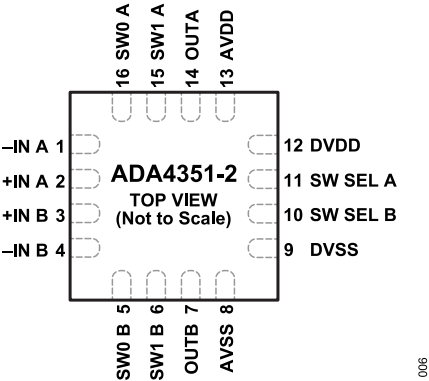 16 SW0 A
15 SW1 A
14 OUTA
13 AVDD
–IN A 1
+IN A 2
+IN B 3
–IN B 4
ADA4351-2
TOP VIEW
(Not to Scale)
12 DVDD
11 SW SEL A
10 SW SEL B
9 DVSS
SW0 B 5
SW1 B 6
OUTB 7
AVSS 8
006